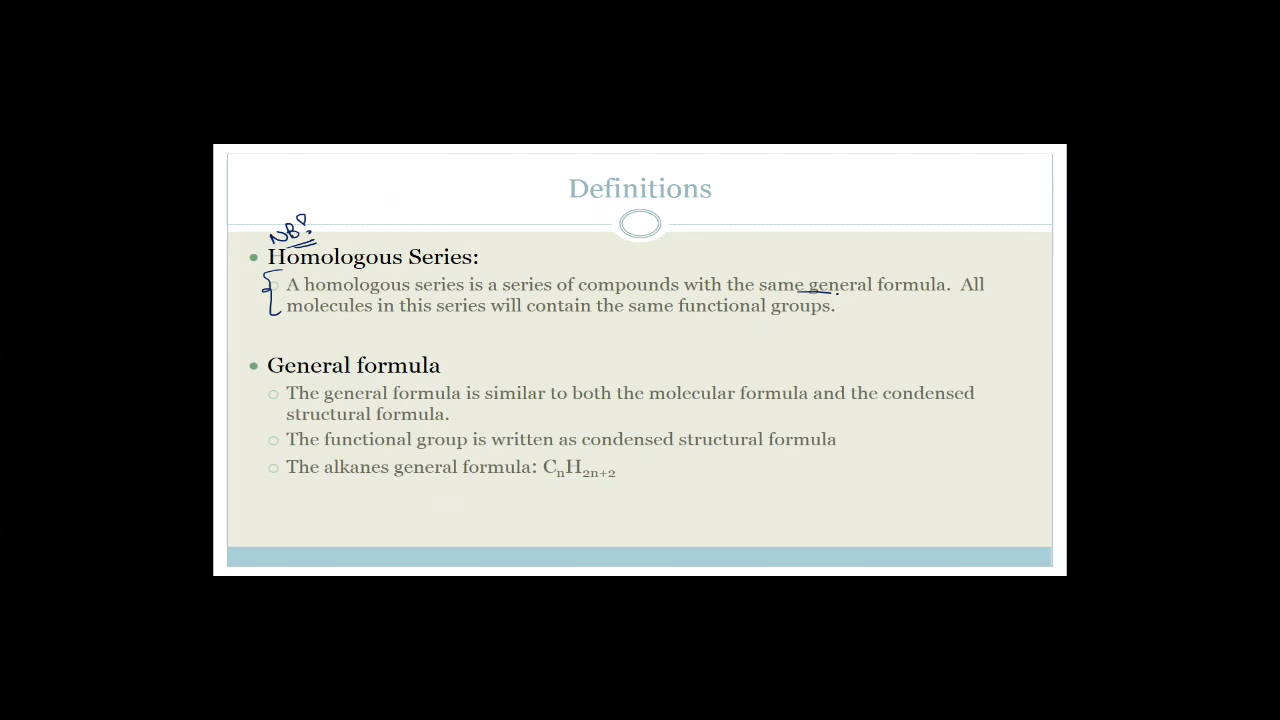 Definitions
NB!
Homologous Series:
A homologous series is a series of compounds with the same general formula. All
molecules in this series will contain the same functional groups.
General formula
The general formula is similar to both the molecular formula and the condensed
structural formula.
The functional group is written as condensed structural formula
The alkanes general formula: CₙH₂ₙ₊₂